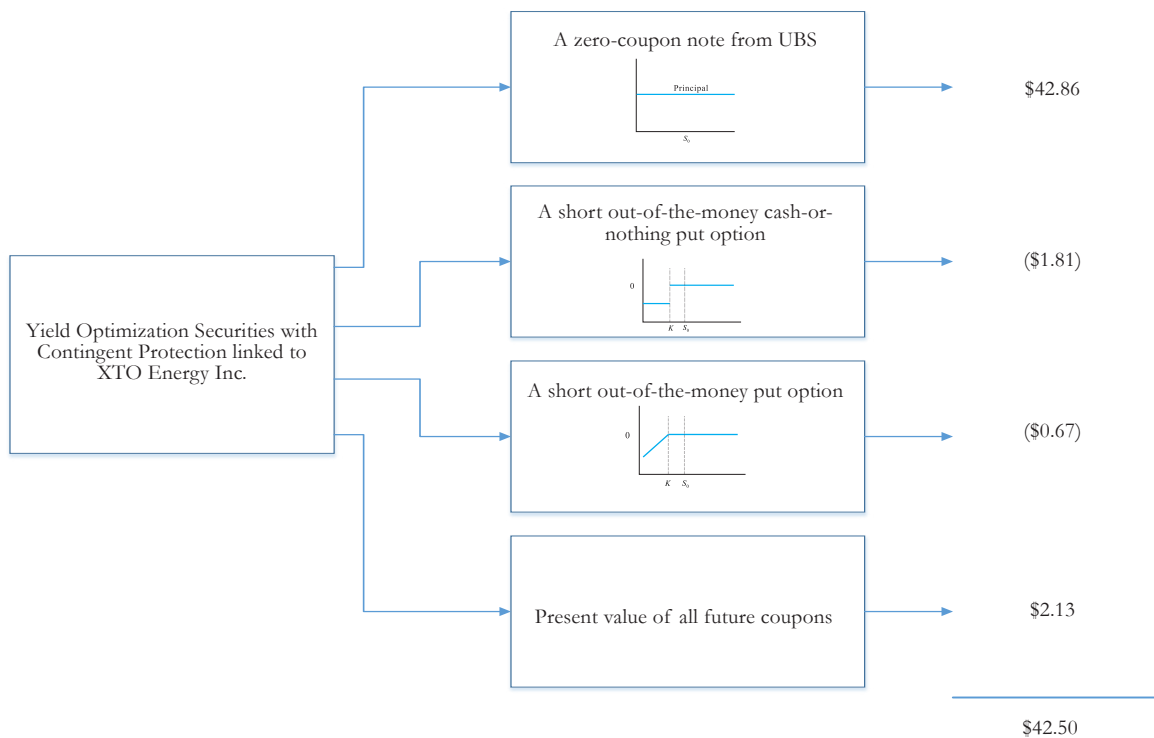 A zero-coupon note from UBS
Principal
S₀
$42.86
A short out-of-the-money cash-or-
nothing put option
0
K
S₀
($1.81)
Yield Optimization Securities with
Contingent Protection linked to
XTO Energy Inc.
A short out-of-the-money put option
0
K
S₀
($0.67)
Present value of all future coupons
$2.13
$42.50